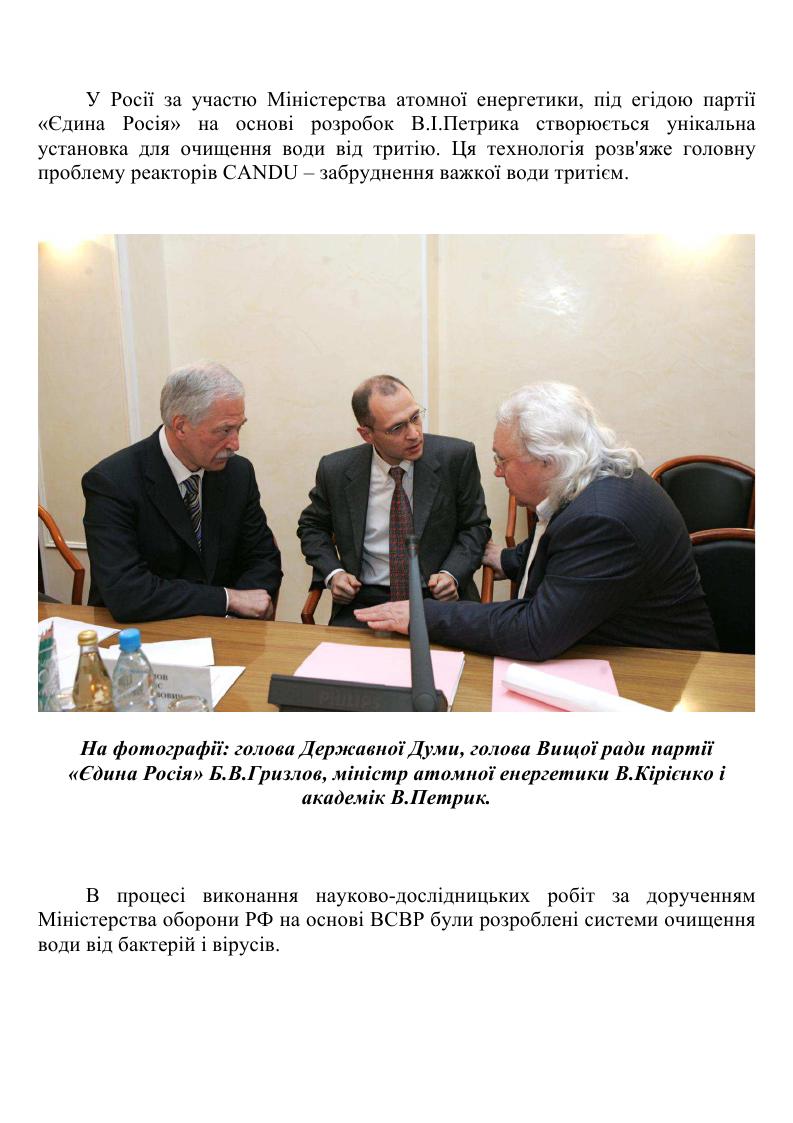 У Росії за участю Міністерства атомної енергетики, під егідою партії
«Єдина Росія» на основі розробок В.І.Петрика створюється унікальна
установка для очищення води від тритію. Ця технологія розв'яже головну
проблему реакторів CANDU – забруднення важкої води тритієм.
PHILIPS
На фотографії: голова Державної Думи, голова Вищої ради партії
«Єдина Росія» Б.В.Гризлов, міністр атомної енергетики В.Кірієнко і
академік В.Петрик.
В процесі виконання науково-дослідницьких робіт за дорученням
Міністерства оборони РФ на основі ВСВР були розроблені системи очищення
води від бактерій і вірусів.